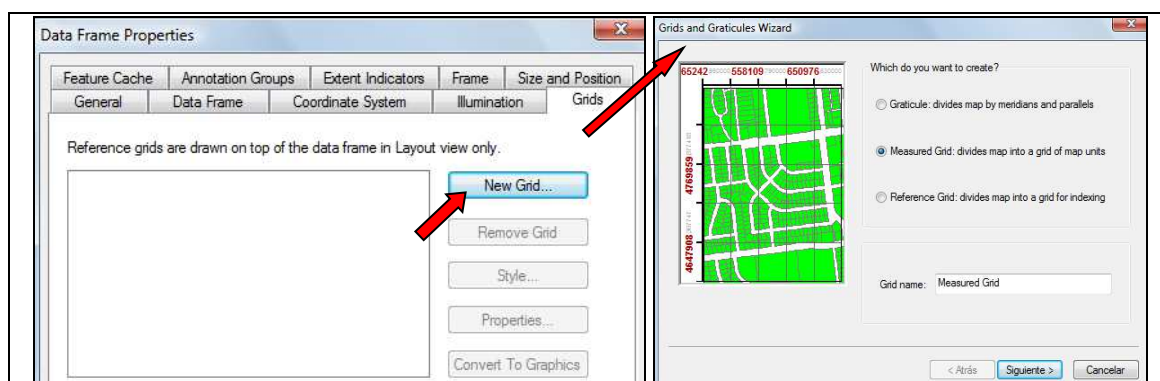 Data Frame Properties
Feature Cache Annotation Groups Extent Indicators Frame Size and Position
General Data Frame Coordinate System Illumination Grids
Reference grids are drawn on top of the data frame in Layout view only.
New Grid...
Remove Grid
Style...
Properties...
Convert To Graphics
Grids and Graticules Wizard
65242 558109 650976
4769859
4647908
Which do you want to create?
Graticule: divides map by meridians and parallels
Measured Grid: divides map into a grid of map units
Reference Grid: divides map into a grid for indexing
Grid name: Measured Grid
< Atrás Siguiente > Cancelar